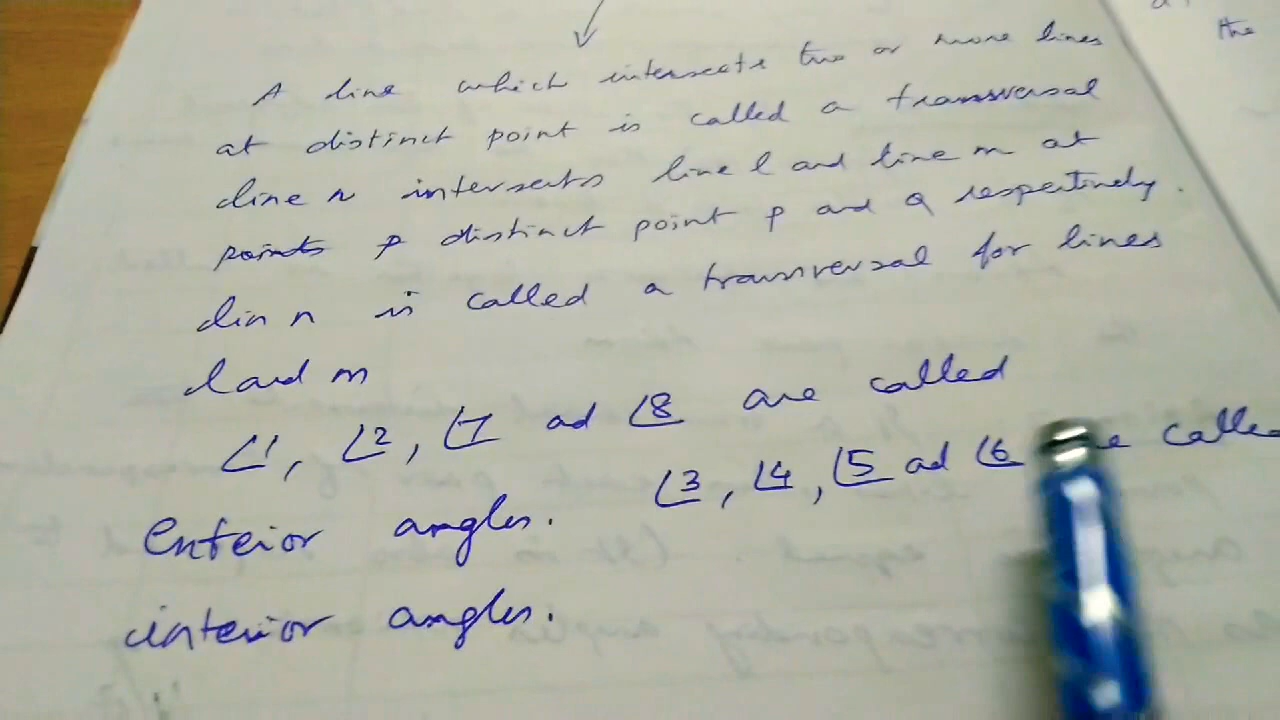 the
A line which intersects two or more lines
at distinct point is called a transversal
line n intersects line l and line m at
points p distinct point p and Q respectively.
lin n is called a transversal for lines
l and m
∠1, ∠2, ∠7 ad ∠8 are called
exterior angles. ∠3, ∠4, ∠5 ad ∠6 are called
interior angles.